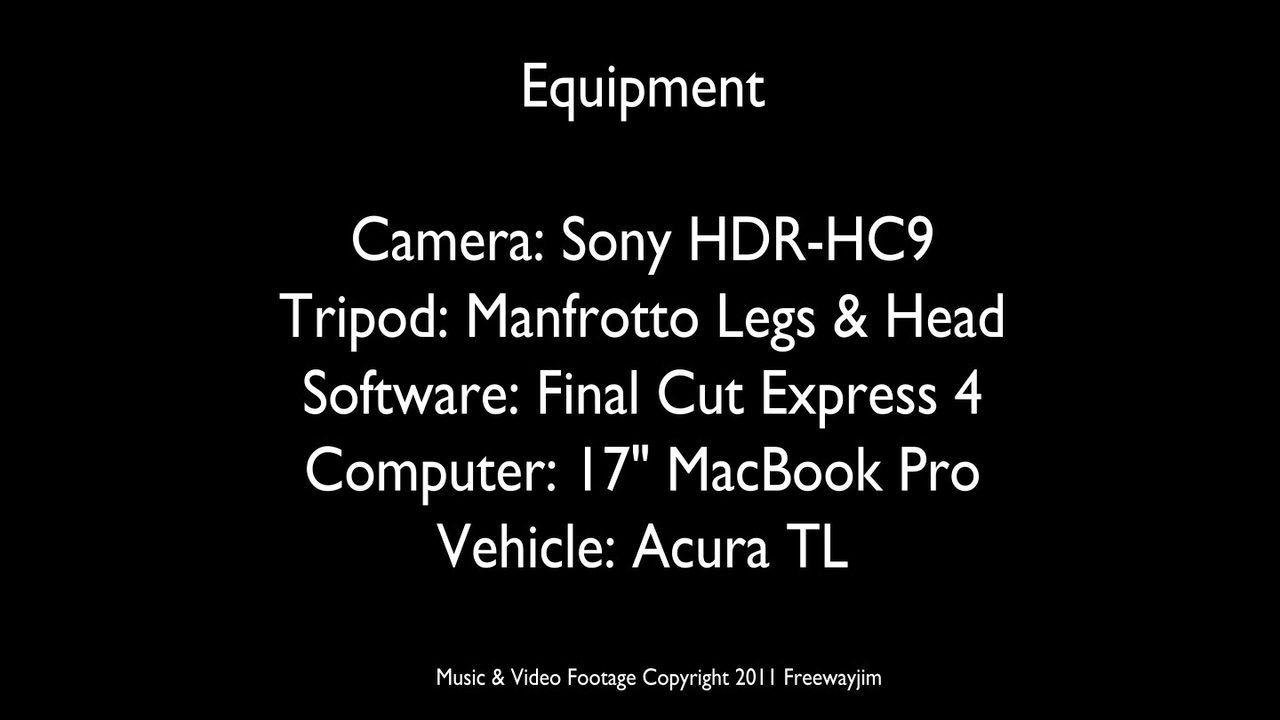 Equipment
Camera: Sony HDR-HC9
Tripod: Manfrotto Legs & Head
Software: Final Cut Express 4
Computer: 17" MacBook Pro
Vehicle: Acura TL
Music & Video Footage Copyright 2011 Freewayjim